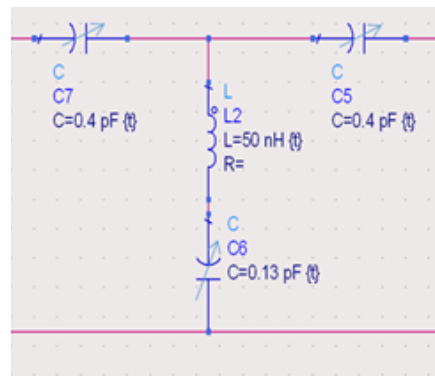 C
C7
C=0.4 pF {t}
C
C5
C=0.4 pF {t}
L
L2
L=50 nH {t}
R=
C
C6
C=0.13 pF {t}